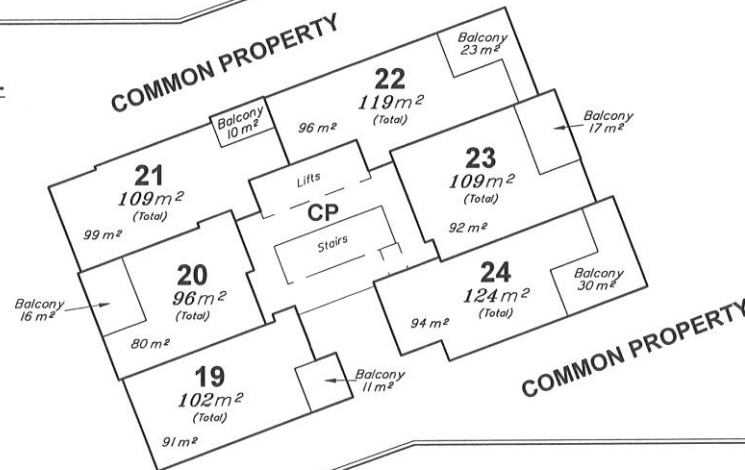 COMMON PROPERTY
Balcony
23 m²
22
119m²
(Total)
96 m²
Balcony
10 m²
Balcony
17 m²
21
109m²
(Total)
99 m²
Lifts
CP
Stairs
23
109m²
(Total)
92 m²
Balcony
16 m²
20
96m²
(Total)
80 m²
24
124m²
(Total)
94 m²
Balcony
30 m²
19
102m²
(Total)
91 m²
Balcony
11 m²
COMMON PROPERTY